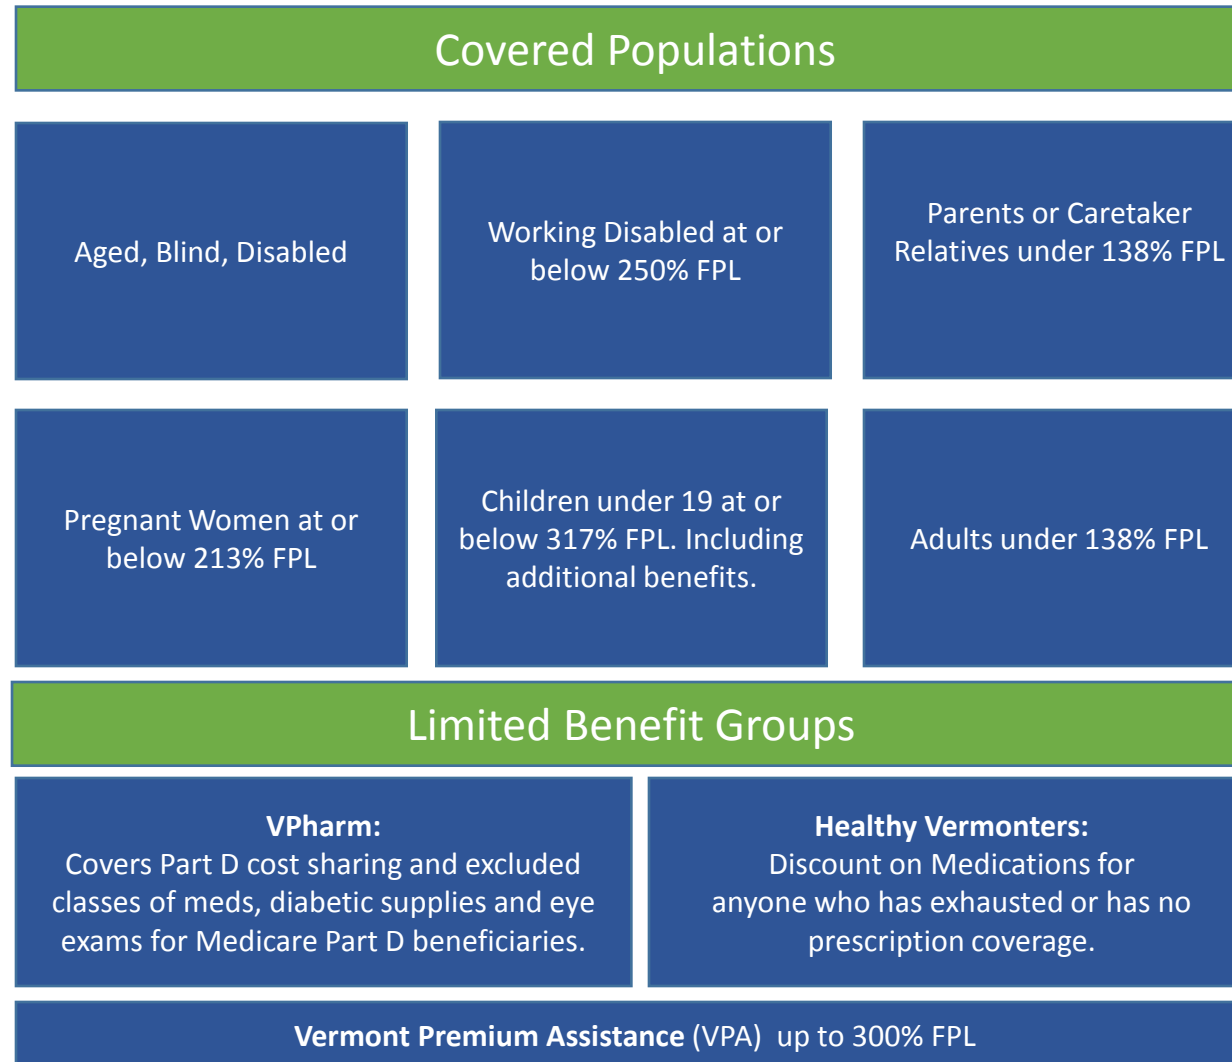 Covered Populations
Aged, Blind, Disabled
Working Disabled at or
below 250% FPL
Parents or Caretaker
Relatives under 138% FPL
Pregnant Women at or
below 213% FPL
Children under 19 at or
below 317% FPL. Including
additional benefits.
Adults under 138% FPL
Limited Benefit Groups
VPharm:
Covers Part D cost sharing and excluded
classes of meds, diabetic supplies and eye
exams for Medicare Part D beneficiaries.
Healthy Vermonters:
Discount on Medications for
anyone who has exhausted or has no
prescription coverage.
Vermont Premium Assistance (VPA) up to 300% FPL